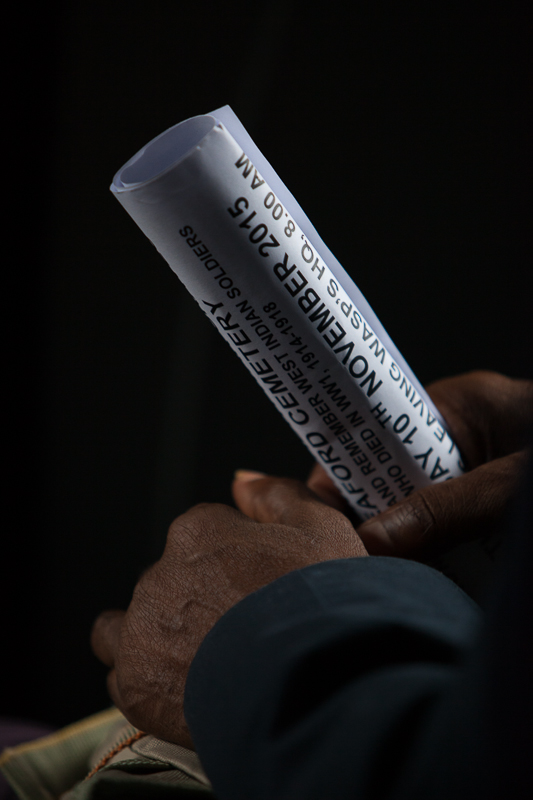 EAFORD CEMETERY
AND REMEMBER WEST INDIAN SOLDIERS
WHO DIED IN WW1, 1914-1918
AY 10TH NOVEMBER 2015
LEAVING WASP'S HQ, 8.00 AM